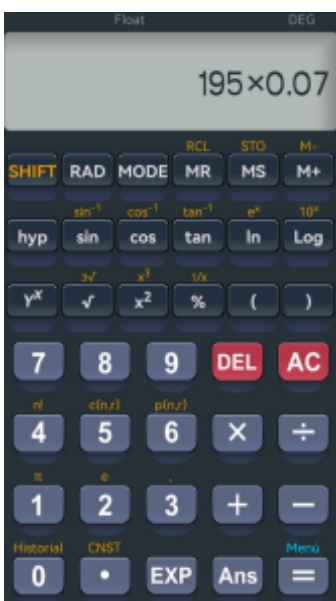 Float DEG
195×0.07
RCL STO M-
SHIFT RAD MODE MR MS M+
sin⁻¹ cos⁻¹ tan⁻¹ eˣ 10ˣ
hyp sin cos tan ln Log
3√ x³ 1/x
Yˣ √ x² % ( )
7 8 9 DEL AC
n! c(n,r) p(n,r)
4 5 6 × ÷
π e ,
1 2 3 + −
Historial CNST Menú
0 • EXP Ans =